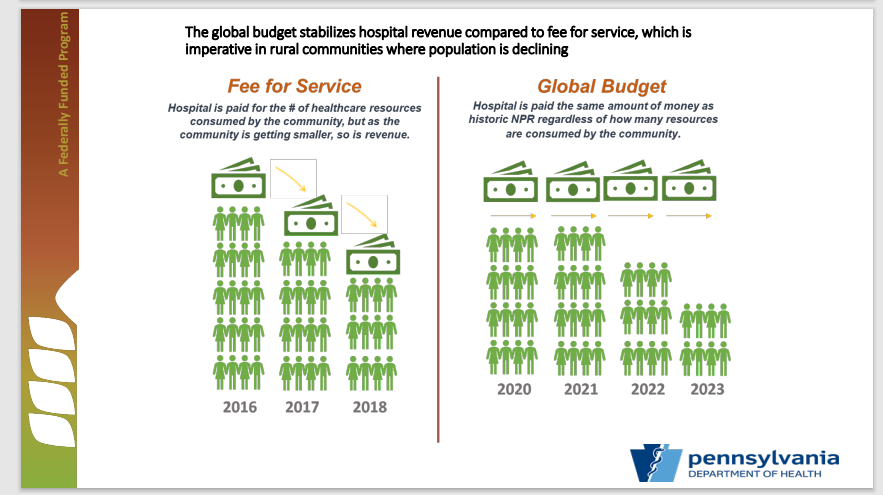 A Federally Funded Program
The global budget stabilizes hospital revenue compared to fee for service, which is
imperative in rural communities where population is declining
Fee for Service
Hospital is paid for the # of healthcare resources
consumed by the community, but as the
community is getting smaller, so is revenue.
2016 2017 2018
Global Budget
Hospital is paid the same amount of money as
historic NPR regardless of how many resources
are consumed by the community.
2020 2021 2022 2023
pennsylvania
DEPARTMENT OF HEALTH